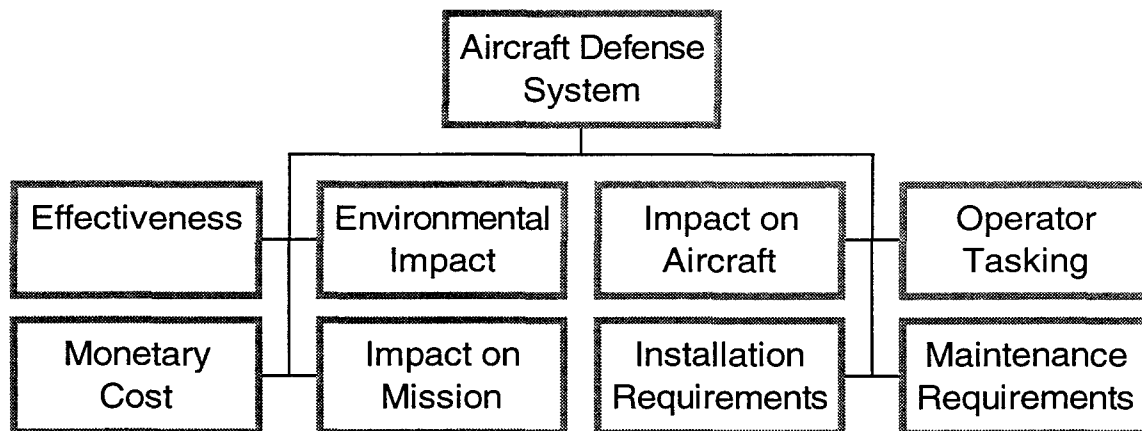 Aircraft Defense
System
Effectiveness
Environmental
Impact
Impact on
Aircraft
Operator
Tasking
Monetary
Cost
Impact on
Mission
Installation
Requirements
Maintenance
Requirements